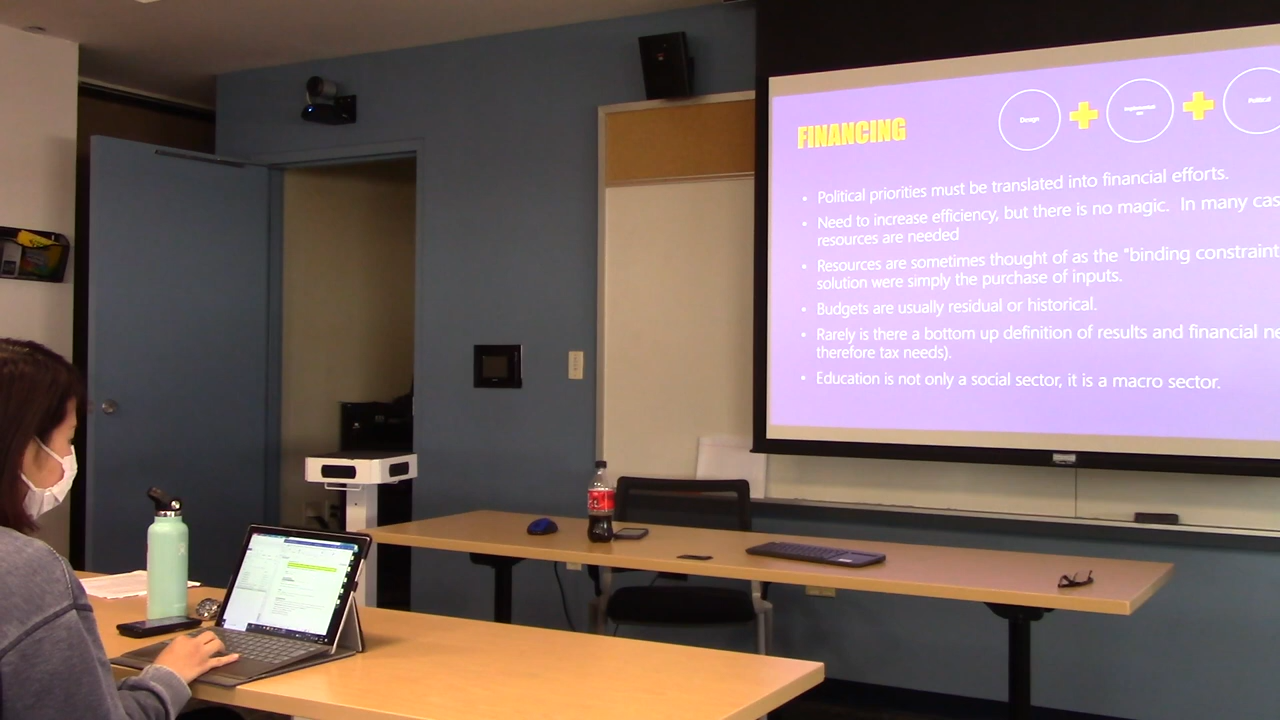 FINANCING
Design
Political
• Political priorities must be translated into financial efforts.
• Need to increase efficiency, but there is no magic. In many cas
resources are needed
• Resources are sometimes thought of as the "binding constraint
solution were simply the purchase of inputs.
• Budgets are usually residual or historical.
• Rarely is there a bottom up definition of results and financial ne
therefore tax needs).
• Education is not only a social sector, it is a macro sector.